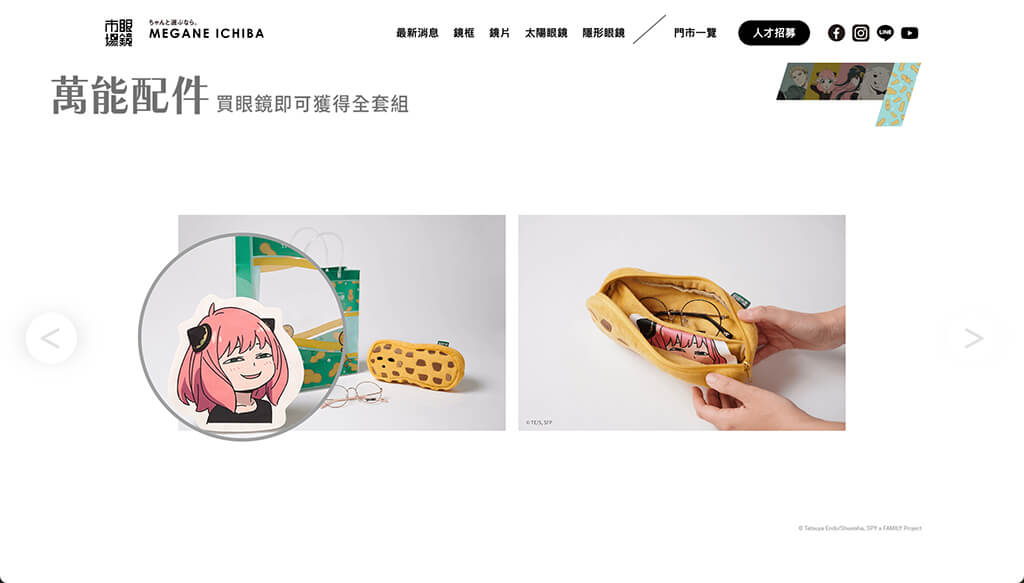 市眼
場鏡
ちゃんと選ぶなら。
MEGANE ICHIBA
最新消息 鏡框 鏡片 太陽眼鏡 隱形眼鏡 門市一覽 人才招募
LINE
萬能配件 買眼鏡即可獲得全套組
< >
© TE/S, SFP
© Tatsuya Endo/Shueisha, SPY x FAMILY Project